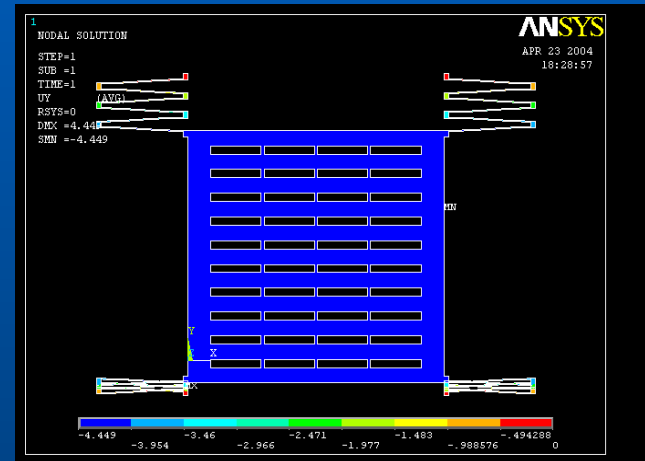 1
NODAL SOLUTION
STEP=1
SUB =1
TIME=1
UY (AVG)
RSYS=0
DMX =4.449
SMN =-4.449
ANSYS
APR 23 2004
18:28:57
MN
Y
X
MX
-4.449 -3.46 -2.471 -1.483 -.494288
-3.954 -2.966 -1.977 -.988576 0